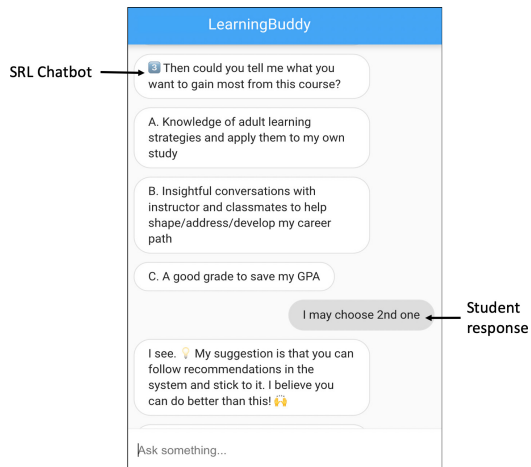 LearningBuddy
SRL Chatbot
3 Then could you tell me what you
want to gain most from this course?
A. Knowledge of adult learning
strategies and apply them to my own
study
B. Insightful conversations with
instructor and classmates to help
shape/address/develop my career
path
C. A good grade to save my GPA
I may choose 2nd one
Student
response
I see. 💡 My suggestion is that you can
follow recommendations in the
system and stick to it. I believe you
can do better than this! 🙌
Ask something...